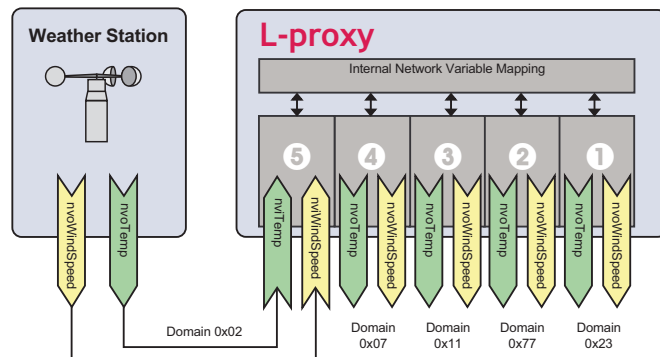 Weather Station
L-proxy
Internal Network Variable Mapping
5
4
3
2
1
nvoWindSpeed
nvoTemp
nviTemp
nviWindSpeed
nvoTemp
nvoWindSpeed
nvoTemp
nvoWindSpeed
nvoTemp
nvoWindSpeed
nvoTemp
nvoWindSpeed
Domain 0x02
Domain
0x07
Domain
0x11
Domain
0x77
Domain
0x23